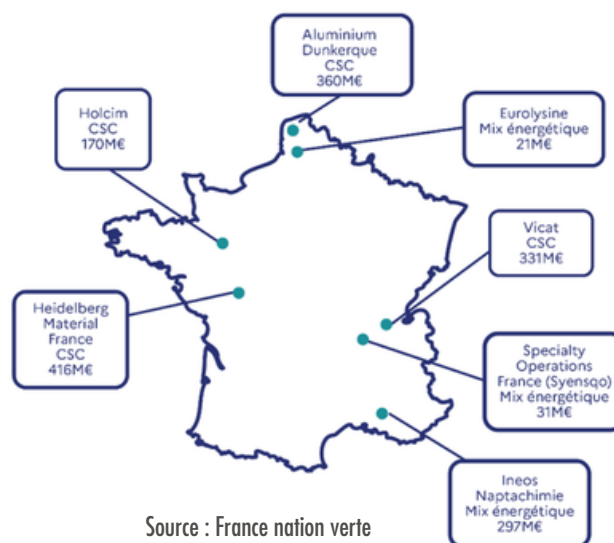 Aluminium
Dunkerque
CSC
360M€
Holcim
CSC
170M€
Eurolysine
Mix énergétique
21M€
Vicat
CSC
331M€
Heidelberg
Material
France
CSC
416M€
Specialty
Operations
France (Syensqo)
Mix énergétique
31M€
Ineos
Naptachimie
Mix énergétique
297M€
Source : France nation verte